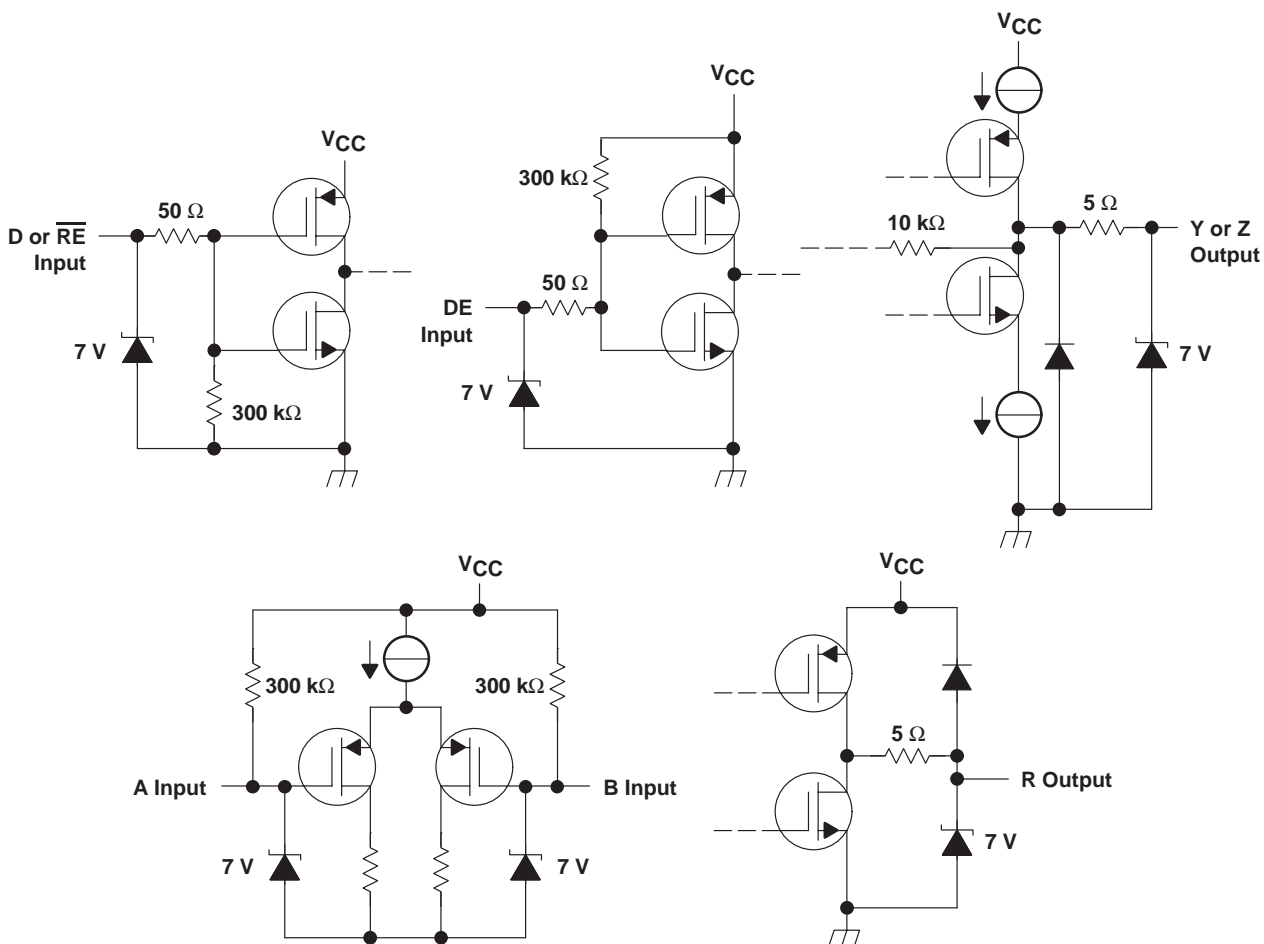 VCC
50 Ω
D or R̅E̅
Input
7 V
300 kΩ
VCC
300 kΩ
50 Ω
DE
Input
7 V
VCC
5 Ω
10 kΩ
Y or Z
Output
7 V
VCC
300 kΩ
300 kΩ
A Input
B Input
7 V
7 V
VCC
5 Ω
R Output
7 V